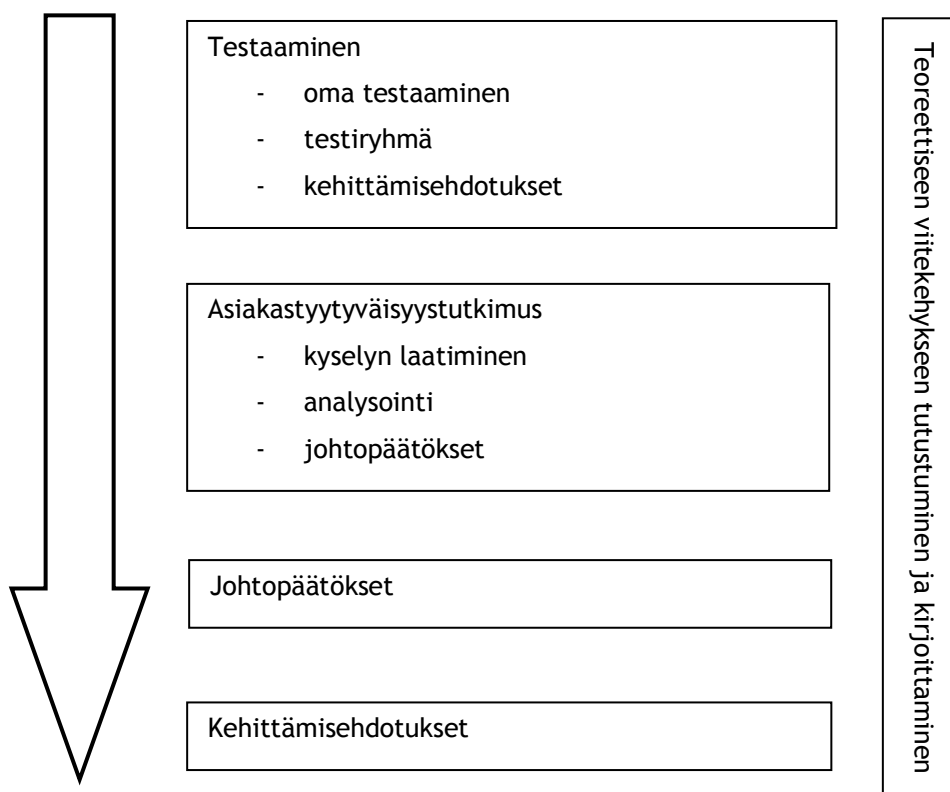 Testaaminen
- oma testaaminen
- testiryhmä
- kehittämisehdotukset
Asiakastyytyväisyystutkimus
- kyselyn laatiminen
- analysointi
- johtopäätökset
Johtopäätökset
Kehittämisehdotukset
Teoreettiseen viitekehykseen tutustuminen ja kirjoittaminen